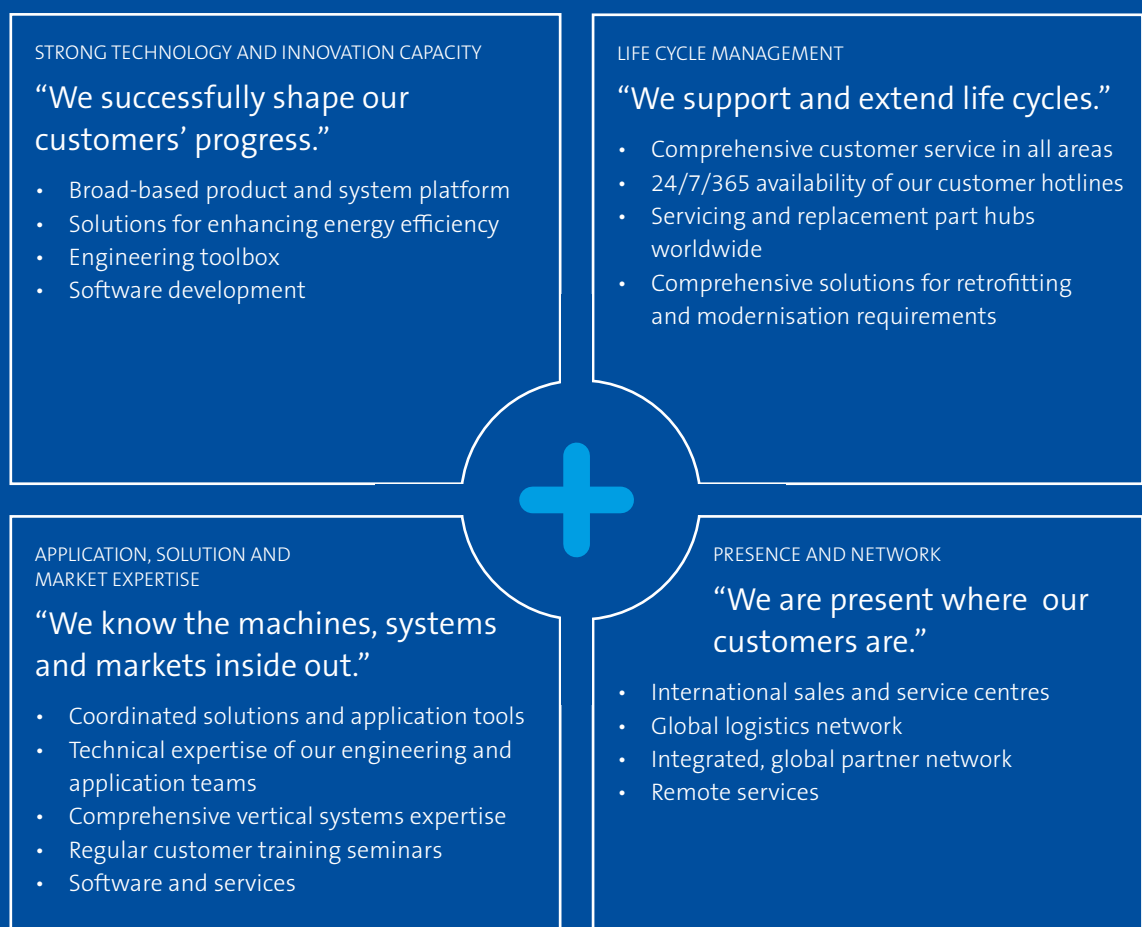 STRONG TECHNOLOGY AND INNOVATION CAPACITY
“We successfully shape our
customers’ progress.”
• Broad-based product and system platform
• Solutions for enhancing energy efficiency
• Engineering toolbox
• Software development
LIFE CYCLE MANAGEMENT
“We support and extend life cycles.”
• Comprehensive customer service in all areas
• 24/7/365 availability of our customer hotlines
• Servicing and replacement part hubs
worldwide
• Comprehensive solutions for retrofitting
and modernisation requirements
APPLICATION, SOLUTION AND
MARKET EXPERTISE
“We know the machines, systems
and markets inside out.”
• Coordinated solutions and application tools
• Technical expertise of our engineering and
application teams
• Comprehensive vertical systems expertise
• Regular customer training seminars
• Software and services
PRESENCE AND NETWORK
“We are present where our
customers are.”
• International sales and service centres
• Global logistics network
• Integrated, global partner network
• Remote services